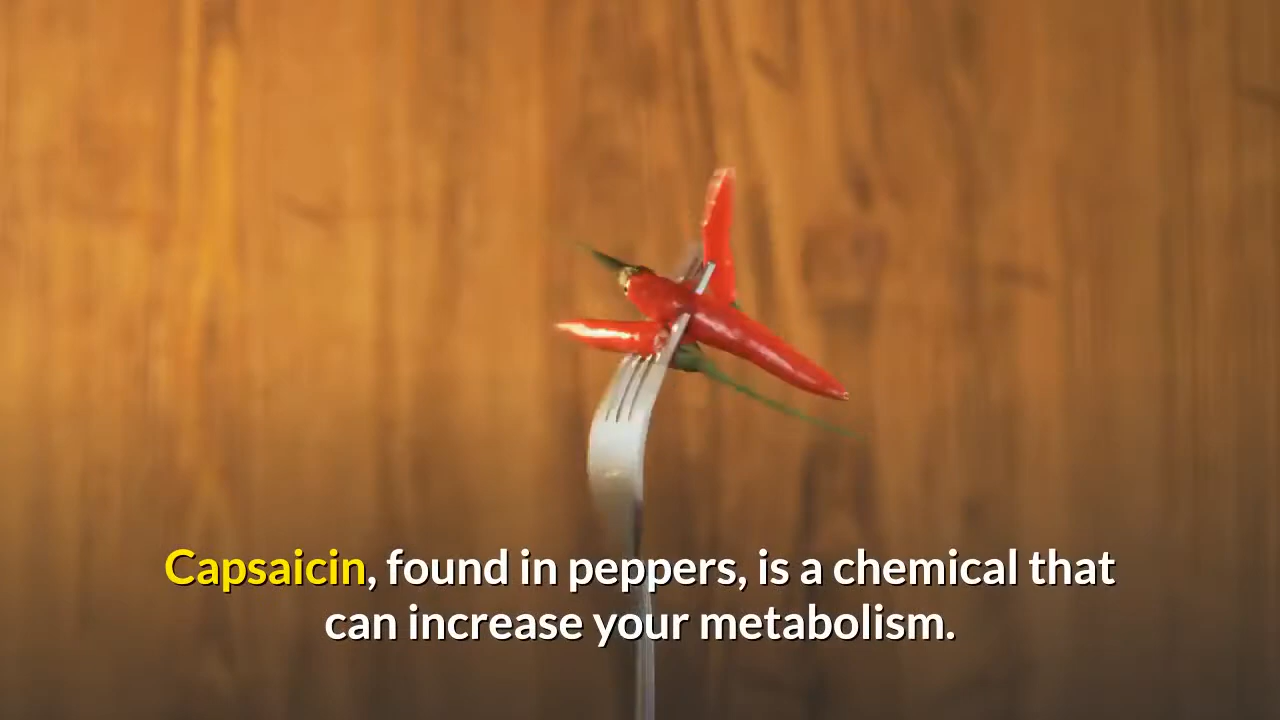 Capsaicin, found in peppers, is a chemical that
can increase your metabolism.